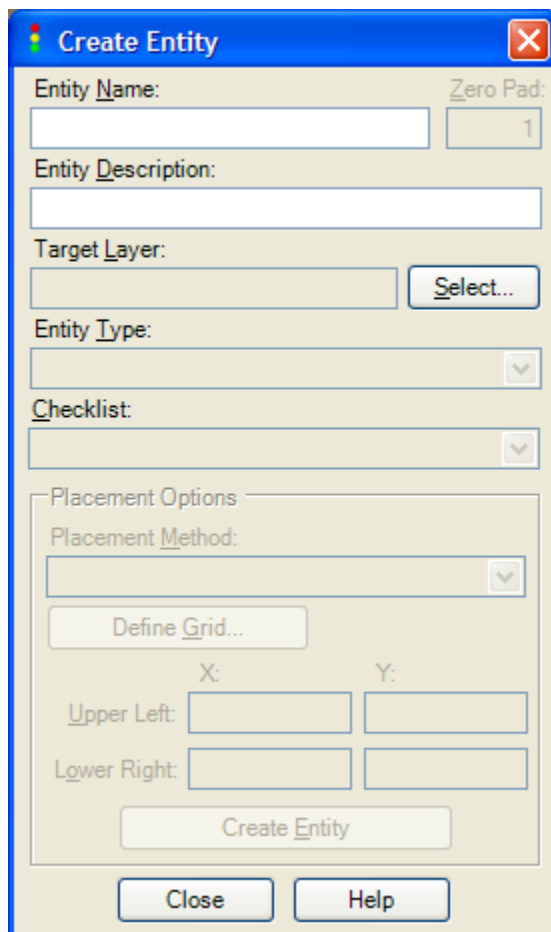 Create Entity
Entity Name: Zero Pad:
1
Entity Description:
Target Layer:
Select...
Entity Type:
Checklist:
Placement Options
Placement Method:
Define Grid...
X: Y:
Upper Left:
Lower Right:
Create Entity
Close Help